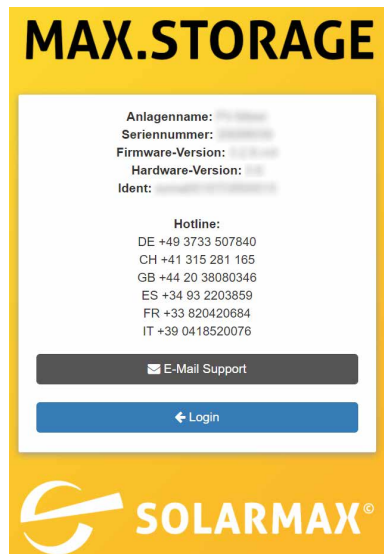 MAX.STORAGE
Anlagenname:
Seriennummer:
Firmware-Version:
Hardware-Version:
Ident:
Hotline:
DE +49 3733 507840
CH +41 315 281 165
GB +44 20 38080346
ES +34 93 2203859
FR +33 820420684
IT +39 0418520076
E-Mail Support
Login
SOLARMAX©